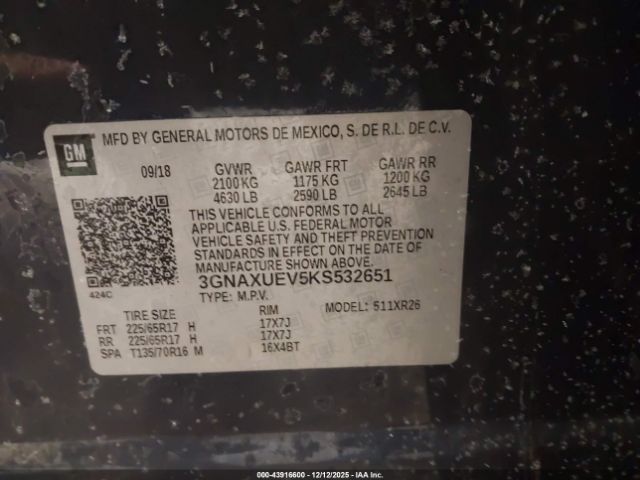 GM
MFD BY GENERAL MOTORS DE MEXICO, S. DE R.L. DE C.V.
09/18 GVWR GAWR FRT GAWR RR
2100 KG 1175 KG 1200 KG
4630 LB 2590 LB 2645 LB
THIS VEHICLE CONFORMS TO ALL
APPLICABLE U.S. FEDERAL MOTOR
VEHICLE SAFETY AND THEFT PREVENTION
STANDARDS IN EFFECT ON THE DATE OF
MANUFACTURE SHOWN ABOVE.
3GNAXUEV5KS532651
424C
TYPE: M.P.V. MODEL: 511XR26
TIRE SIZE RIM
FRT 225/65R17 H 17X7J
RR 225/65R17 H 17X7J
SPA T135/70R16 M 16X4BT
000-43916600 - 12/12/2025 - IAA Inc.